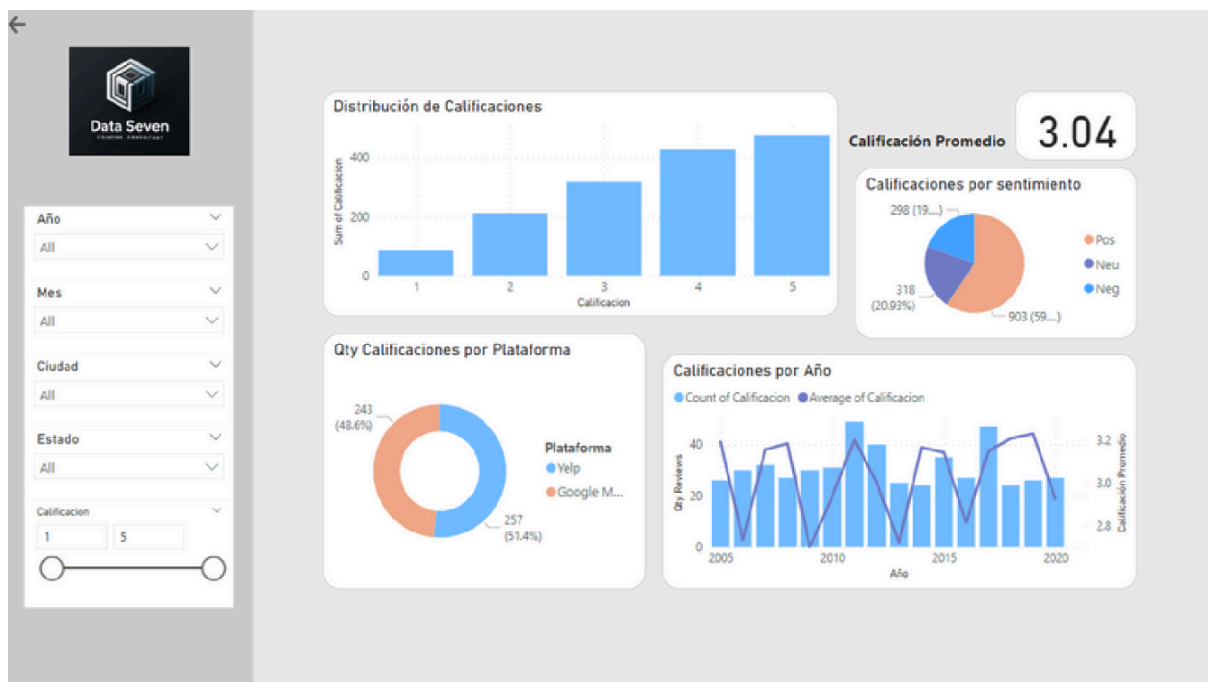 Data Seven
Año
All
Mes
All
Ciudad
All
Estado
All
Calificacion
1 5
Distribución de Calificaciones
Sum of Calificacion
400
200
0
1 2 3 4 5
Calificacion
Calificación Promedio
3.04
Calificaciones por sentimiento
298 (19....)
318
(20.93%)
903 (59....)
Pos
Neu
Neg
Qty Calificaciones por Plataforma
243
(48.6%)
257
(51.4%)
Plataforma
Yelp
Google M...
Calificaciones por Año
Count of Calificacion Average of Calificacion
Qty Reviews
40
20
0
2005 2010 2015 2020
Año
3.2
3.0
2.8
Calificación Promedio